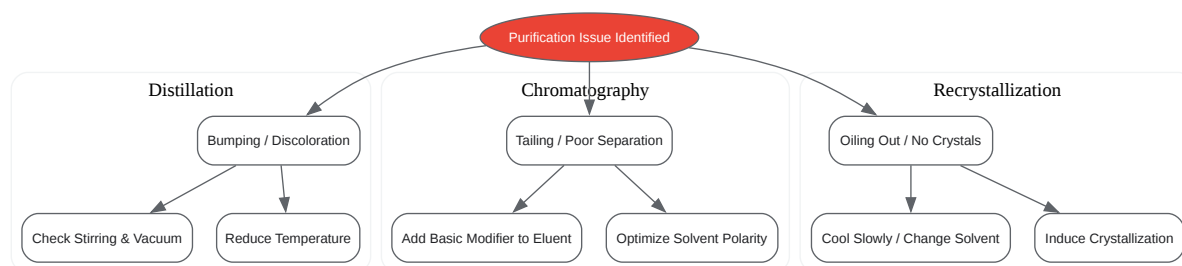 Purification Issue Identified
Distillation
Chromatography
Recrystallization
Bumping / Discoloration
Tailing / Poor Separation
Oiling Out / No Crystals
Check Stirring & Vacuum
Reduce Temperature
Add Basic Modifier to Eluent
Optimize Solvent Polarity
Cool Slowly / Change Solvent
Induce Crystallization